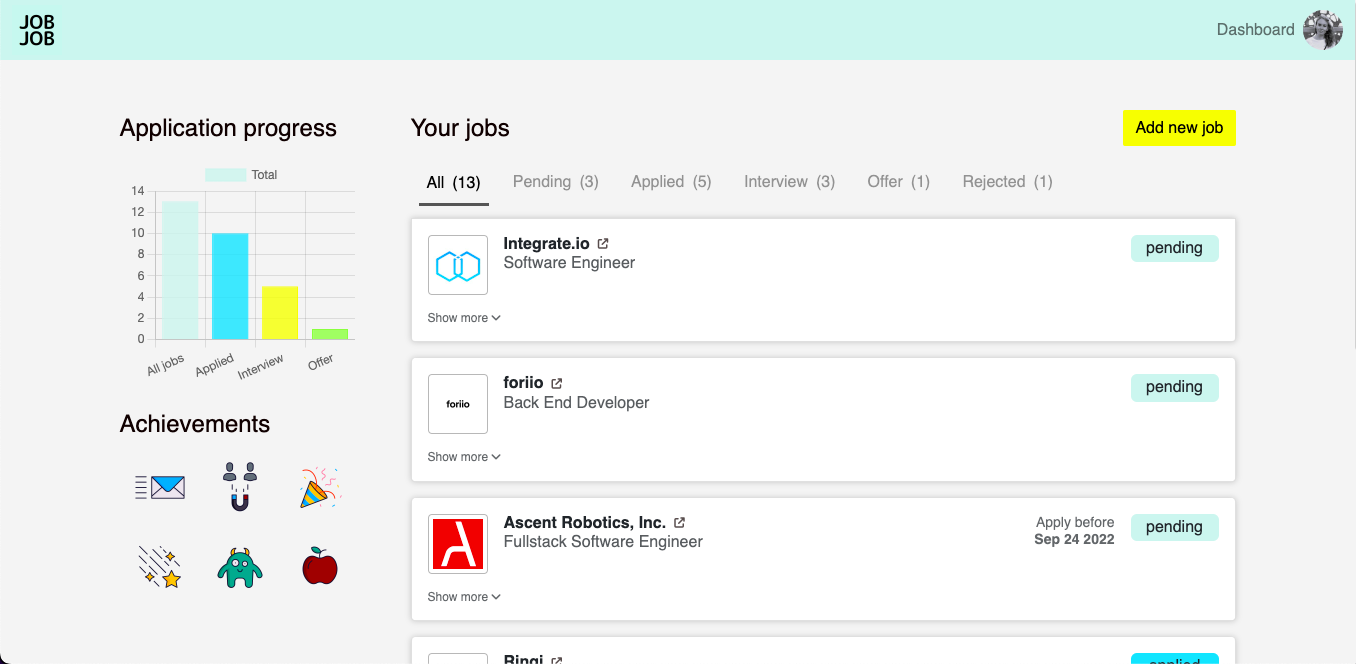 JOB
JOB
Dashboard
Application progress
Total
14
12
10
8
6
4
2
0
All jobs
Applied
Interview
Offer
Achievements
Your jobs
Add new job
All (13)
Pending (3)
Applied (5)
Interview (3)
Offer (1)
Rejected (1)
Integrate.io
Software Engineer
pending
Show more
foriio
foriio
Back End Developer
pending
Show more
Ascent Robotics, Inc.
Fullstack Software Engineer
Apply before
Sep 24 2022
pending
Show more
Ringi
applied